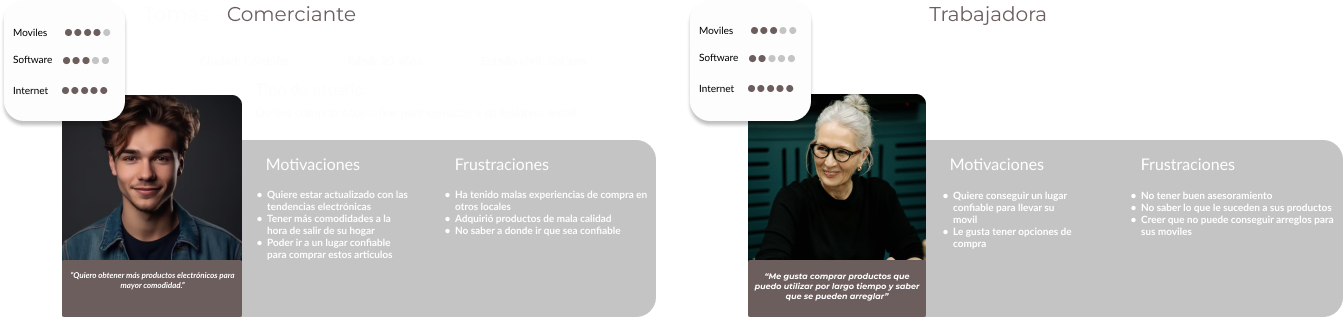 Comerciante
Moviles
Software
Internet
Motivaciones
Quiere estar actualizado con las
tendencias electrónicas
Tener más comodidades a la
hora de salir de su hogar
Poder ir a un lugar confiable
para comprar estos articulos
Frustraciones
Ha tenido malas experiencias de compra en
otros locales
Adquirió productos de mala calidad
No saber a donde ir que sea confiable
"Quiero obtener más productos electrónicos para
mayor comodidad."
Trabajadora
Moviles
Software
Internet
Motivaciones
Quiere conseguir un lugar
confiable para llevar su
movil
Le gusta tener opciones de
compra
Frustraciones
No tener buen asesoramiento
No saber lo que le suceden a sus productos
Creer que no puede conseguir arreglos para
sus moviles
“Me gusta comprar productos que
puedo utilizar por largo tiempo y saber
que se pueden arreglar”